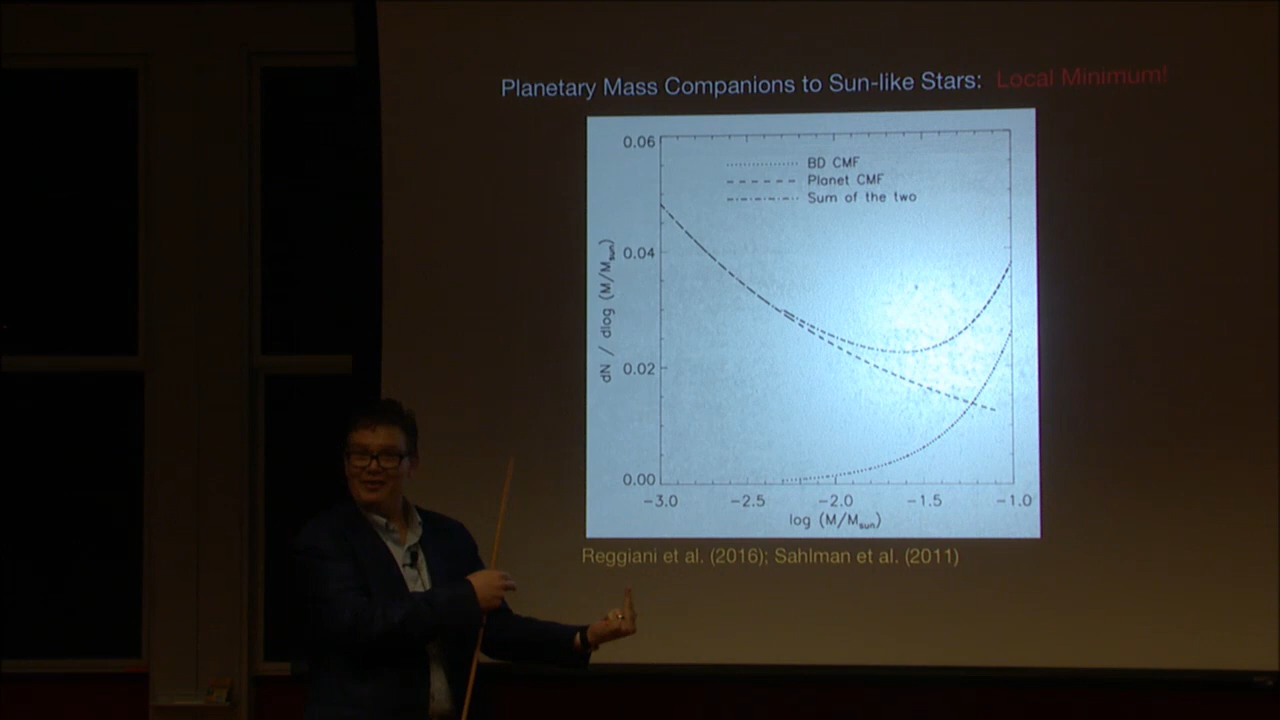 Planetary Mass Companions to Sun-like Stars: Local Minimum!
0.06
BD CMF
Planet CMF
Sum of the two
0.04
dN / dlog (M/Msun)
0.02
0.00
-3.0 -2.5 -2.0 -1.5 -1.0
log (M/Msun)
Reggiani et al. (2016); Sahlman et al. (2011)